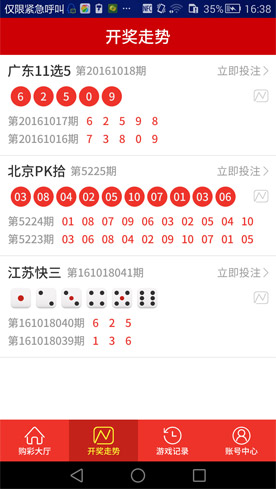 仅限紧急呼叫 35% 16:38
开奖走势
广东11选5 第20161018期 立即投注
6 2 5 0 9
第20161017期 6 2 5 9 8
第20161016期 7 3 8 0 9
北京PK拾 第5225期 立即投注
03 08 04 02 05 10 07 01 03 06
第5224期 01 08 07 09 06 03 02 05 04 10
第5223期 03 06 08 04 02 09 10 07 01 05
江苏快三 第161018041期 立即投注
第161018040期 6 2 5
第161018039期 1 3 6
购彩大厅 开奖走势 游戏记录 账号中心